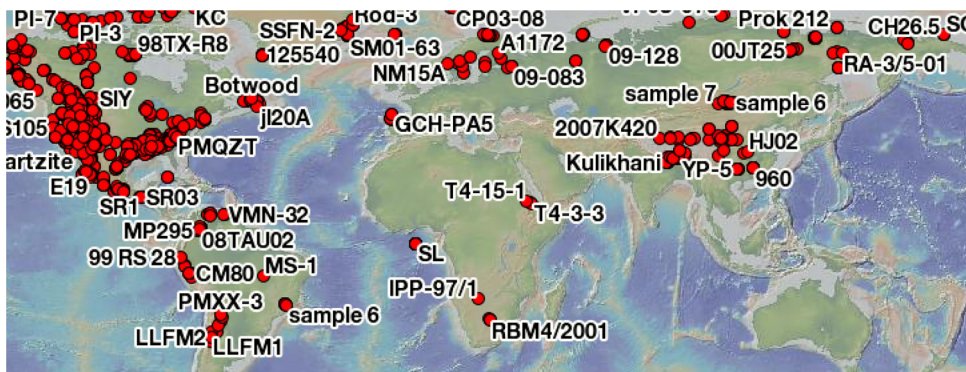 PI-7
KC
Rod-3
CP03-08
Prok 212
CH26.5
PI-3
98TX-R8
SSFN-2
125540
SM01-63
A1172
09-128
00JT25
RA-3/5-01
NM15A
09-083
065
SIY
Botwood
jl20A
sample 7
sample 6
S105
PMQZT
GCH-PA5
2007K420
HJ02
artzite
Kulikhani
YP-5
960
E19
SR1
SR03
T4-15-1
T4-3-3
VMN-32
MP295
08TAU02
99 RS 28
CM80
MS-1
SL
IPP-97/1
PMXX-3
sample 6
RBM4/2001
LLFM2
LLFM1